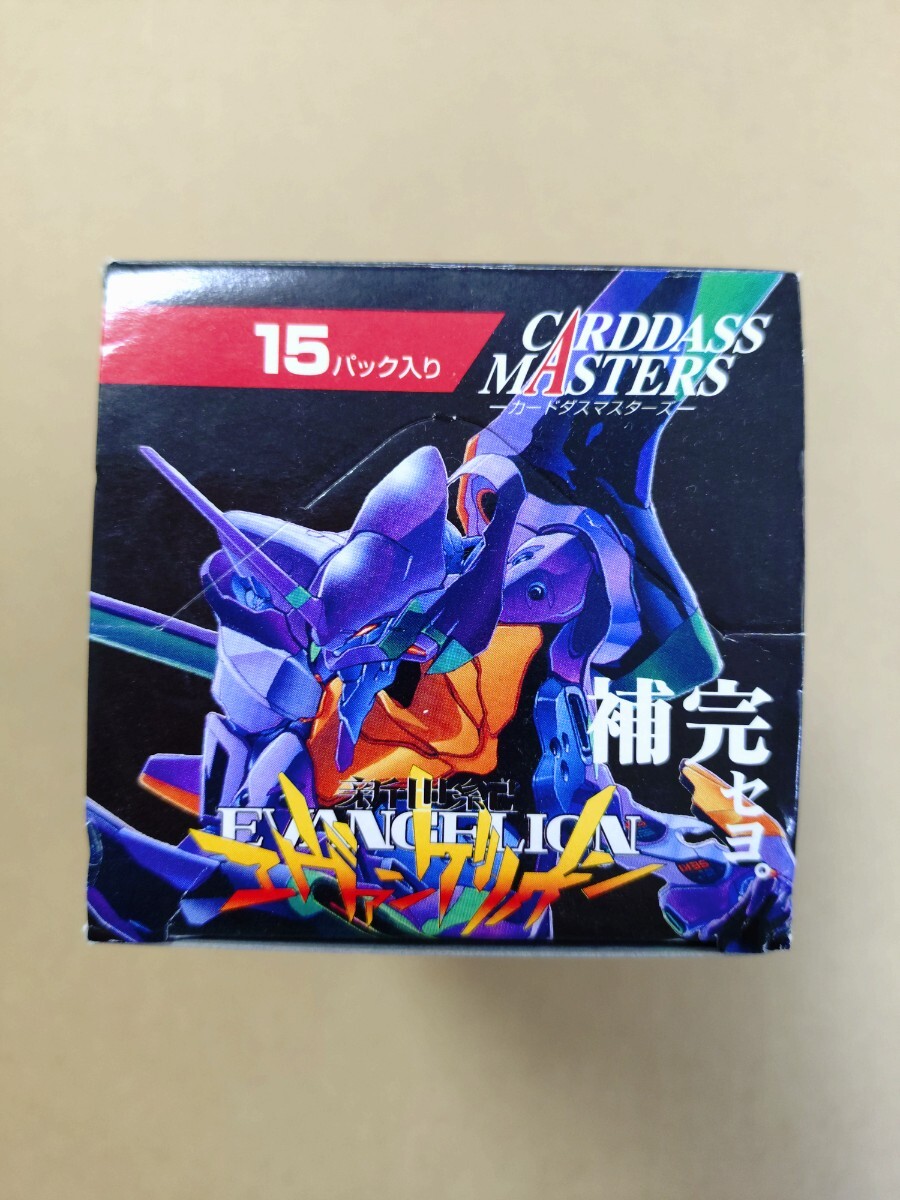 15パック入り
CARDDASS
MASTERS
—カードダスマスターズ—
補完セヨ。
新世紀
EVANGELION
エヴァンゲリオン